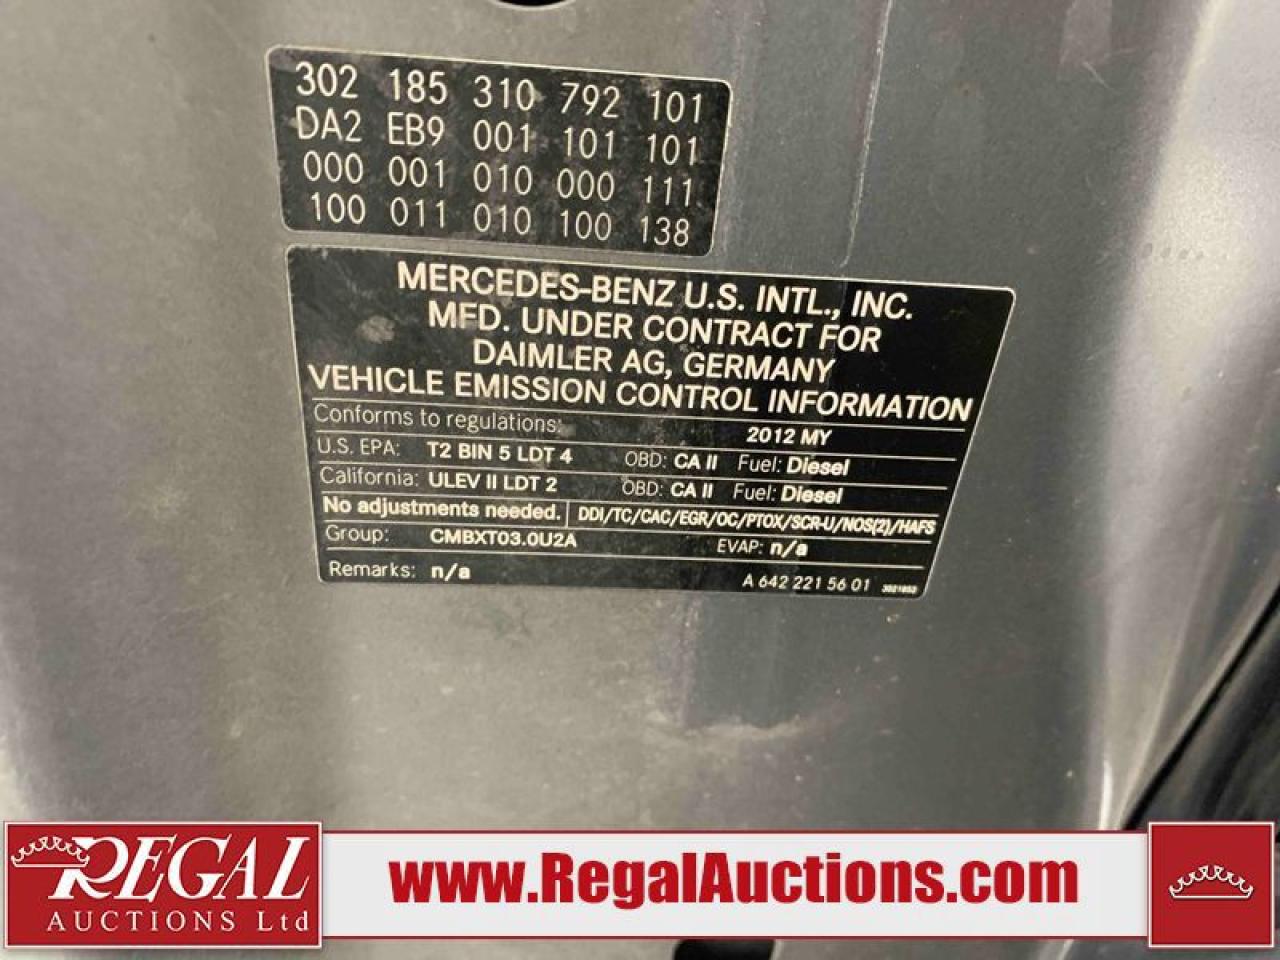 302 185 310 792 101
DA2 EB9 001 101 101
000 001 010 000 111
100 011 010 100 138
MERCEDES-BENZ U.S. INTL., INC.
MFD. UNDER CONTRACT FOR
DAIMLER AG, GERMANY
VEHICLE EMISSION CONTROL INFORMATION
Conforms to regulations: 2012 MY
U.S. EPA: T2 BIN 5 LDT 4 OBD: CA II Fuel: Diesel
California: ULEV II LDT 2 OBD: CA II Fuel: Diesel
No adjustments needed. DDI/TC/CAC/EGR/OC/PTOX/SCR-U/NOS(2)/HAFS
Group: CMBXT03.0U2A EVAP: n/a
Remarks: n/a A 642 221 56 01
REGAL
AUCTIONS Ltd
www.RegalAuctions.com